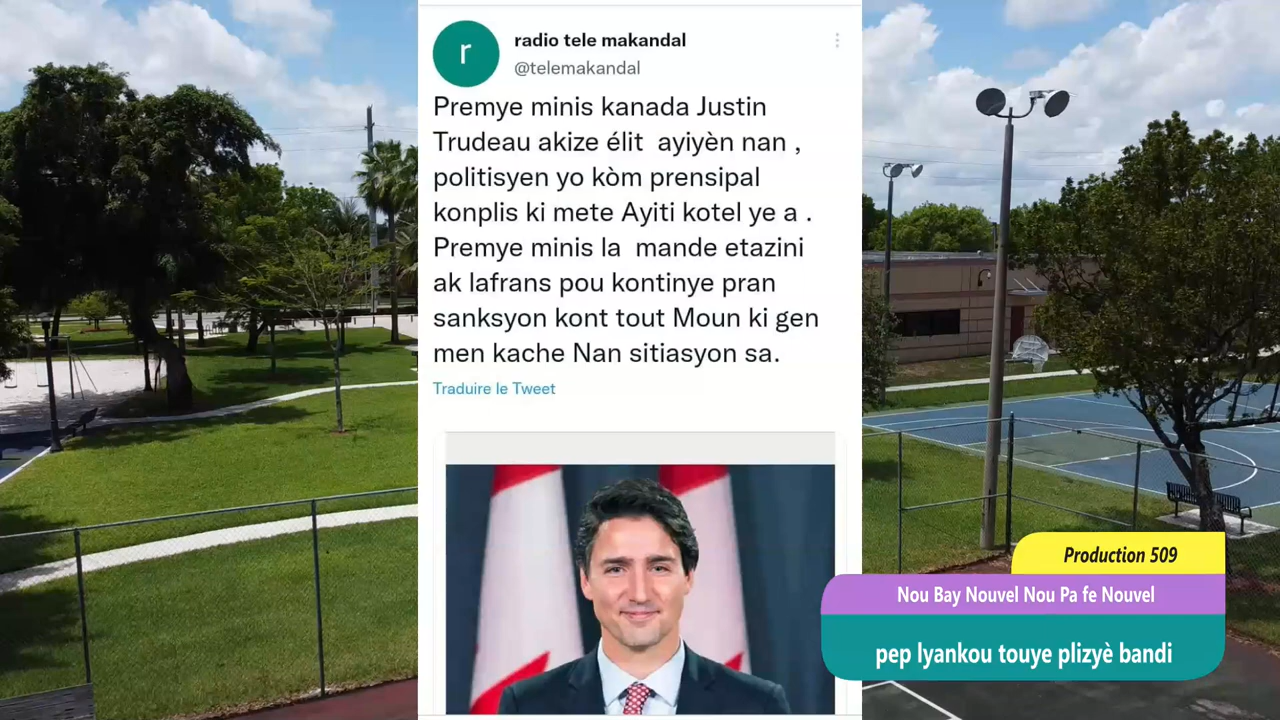 r
radio tele makandal
@telemakandal
Premye minis kanada Justin
Trudeau akize élit ayiyèn nan ,
politisyen yo kòm prensipal
konplis ki mete Ayiti kotel ye a .
Premye minis la mande etazini
ak lafrans pou kontinye pran
sanksyon kont tout Moun ki gen
men kache Nan sitiasyon sa.
Traduire le Tweet
Production 509
Nou Bay Nouvel Nou Pa fe Nouvel
pep lyankou touye plizyè bandi